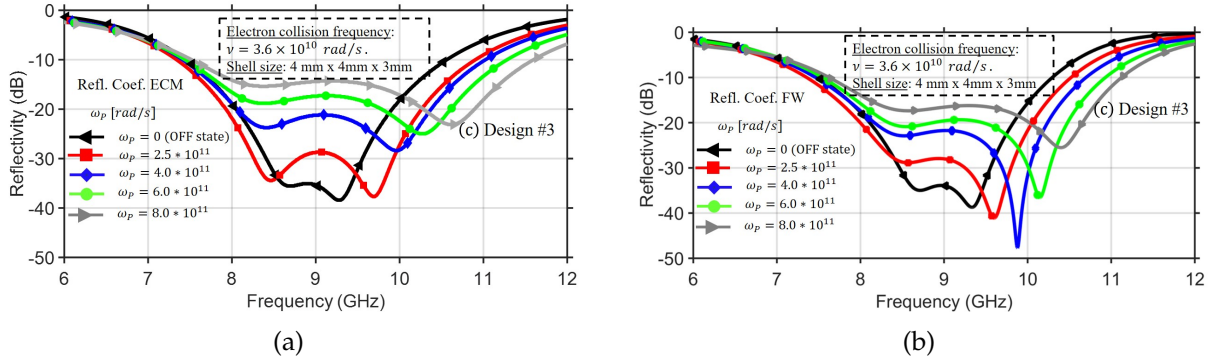 (a)
0
-10
-20
-30
-40
-50
Reflectivity (dB)
6
7
8
9
10
11
12
Frequency (GHz)
Electron collision frequency:
ν = 3.6 × 10¹⁰ rad/s.
Shell size: 4 mm x 4mm x 3mm
Refl. Coef. ECM
ω_P [rad/s]
ω_P = 0 (OFF state)
ω_P = 2.5 * 10¹¹
ω_P = 4.0 * 10¹¹
ω_P = 6.0 * 10¹¹
ω_P = 8.0 * 10¹¹
(c) Design #3
(a)
b)
0
-10
-20
-30
-40
-50
Reflectivity (dB)
6
7
8
9
10
11
12
Frequency (GHz)
Electron collision frequency:
ν = 3.6 × 10¹⁰ rad/s.
Shell size: 4 mm x 4mm x 3mm
Refl. Coef. FW
ω_P [rad/s]
ω_P = 0 (OFF state)
ω_P = 2.5 * 10¹¹
ω_P = 4.0 * 10¹¹
ω_P = 6.0 * 10¹¹
ω_P = 8.0 * 10¹¹
(c) Design #3
(b)